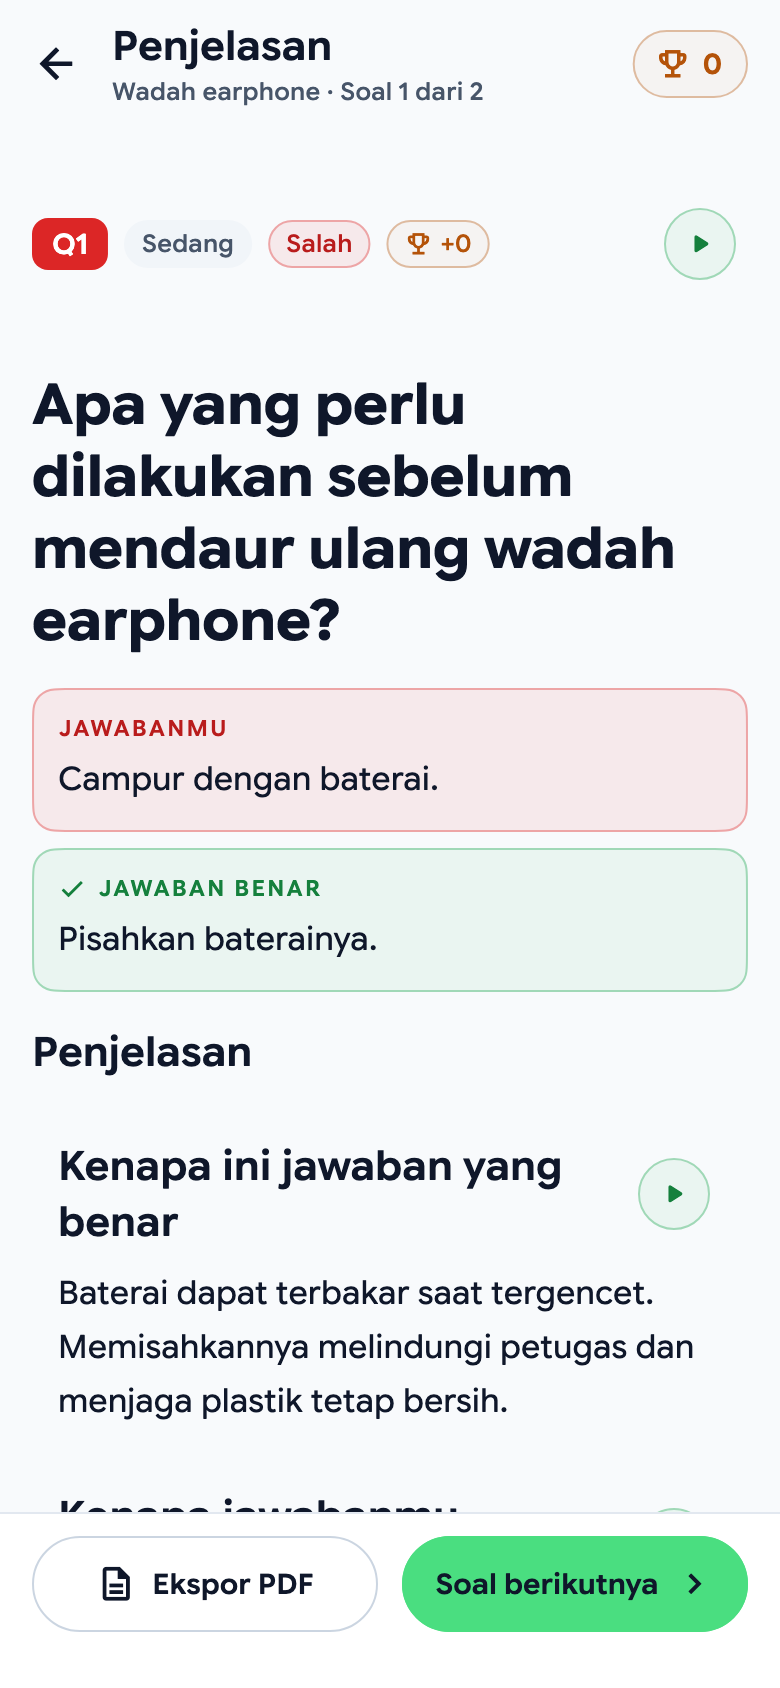 Penjelasan
Wadah earphone · Soal 1 dari 2
0
Q1
Sedang
Salah
+0
Apa yang perlu
dilakukan sebelum
mendaur ulang wadah
earphone?
JAWABANMU
Campur dengan baterai.
JAWABAN BENAR
Pisahkan baterainya.
Penjelasan
Kenapa ini jawaban yang
benar
Baterai dapat terbakar saat tergencet.
Memisahkannya melindungi petugas dan
menjaga plastik tetap bersih.
Kenapa jawabanmu
Ekspor PDF
Soal berikutnya